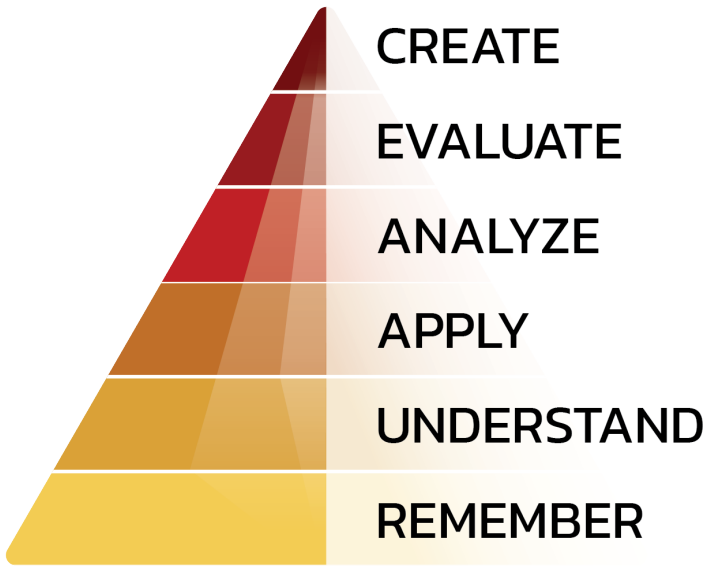 CREATE
EVALUATE
ANALYZE
APPLY
UNDERSTAND
REMEMBER